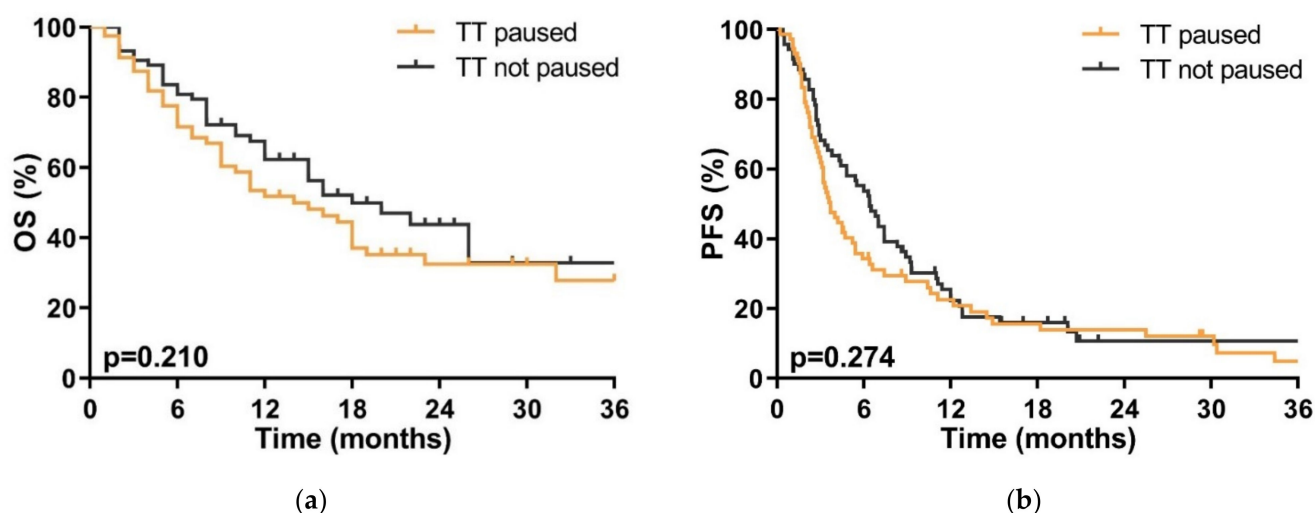 TT paused
TT not paused
OS (%)
100
80
60
40
20
0
p=0.210
0 6 12 18 24 30 36
Time (months)
(a)
TT paused
TT not paused
PFS (%)
100
80
60
40
20
0
p=0.274
0 6 12 18 24 30 36
Time (months)
(b)